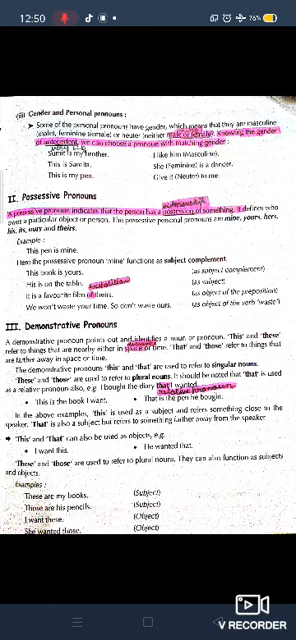 12:50
76%
(ii) Gender and Personal pronouns :
➤ Some of the personal pronouns have gender, which means that they are masculine
(male), feminine (female) or neuter (neither male or female). Knowing the gender
of antecedent, we can choose a pronoun with matching gender :
is my brother. I like him (Masculine).
This is Samta. She (Feminine) is a dancer.
This is my pen. Give it (Neuter) to me.
II. Possessive Pronouns
A possessive pronoun indicates that the person has a possession of something. It defines who
owns a particular object or person. The possessive personal pronouns are mine, yours, hers,
his, its, ours and theirs.
Example :
This pen is mine.
Here the possessive pronoun 'mine' functions as subject complement.
This book is yours. (as subject complement)
His is on the table. (as subject)
It is a favourite film of theirs. (as object of the preposition)
We won't waste your time. So don't waste ours. (as object of the verb 'waste')
III. Demonstrative Pronouns
A demonstrative pronoun points out and identifies a noun or pronoun. 'This' and 'these'
refer to things that are nearby either in space or time. 'That' and 'those' refer to things that
are farther away in space or time.
The demonstrative pronouns 'this' and 'that' are used to refer to singular nouns.
'These' and 'those' are used to refer to plural nouns. It should be noted that 'that' is used
as a relative pronoun also, e.g. I bought the diary that I wanted.
relative pronoun
• This is the book I want. • That is the pen he bought.
In the above examples, 'this' is used as a subject and refers something close to the
speaker. 'That' is also a subject but refers to something farther away from the speaker.
➜ 'This' and 'That' can also be used as objects, e.g.
• I want this. • He wanted that.
'These' and 'those' are used to refer to plural nouns. They can also function as subjects
and objects.
Examples :
These are my books. (Subject)
Those are his pencils. (Subject)
I want these. (Object)
She wanted those. (Object)
V RECORDER